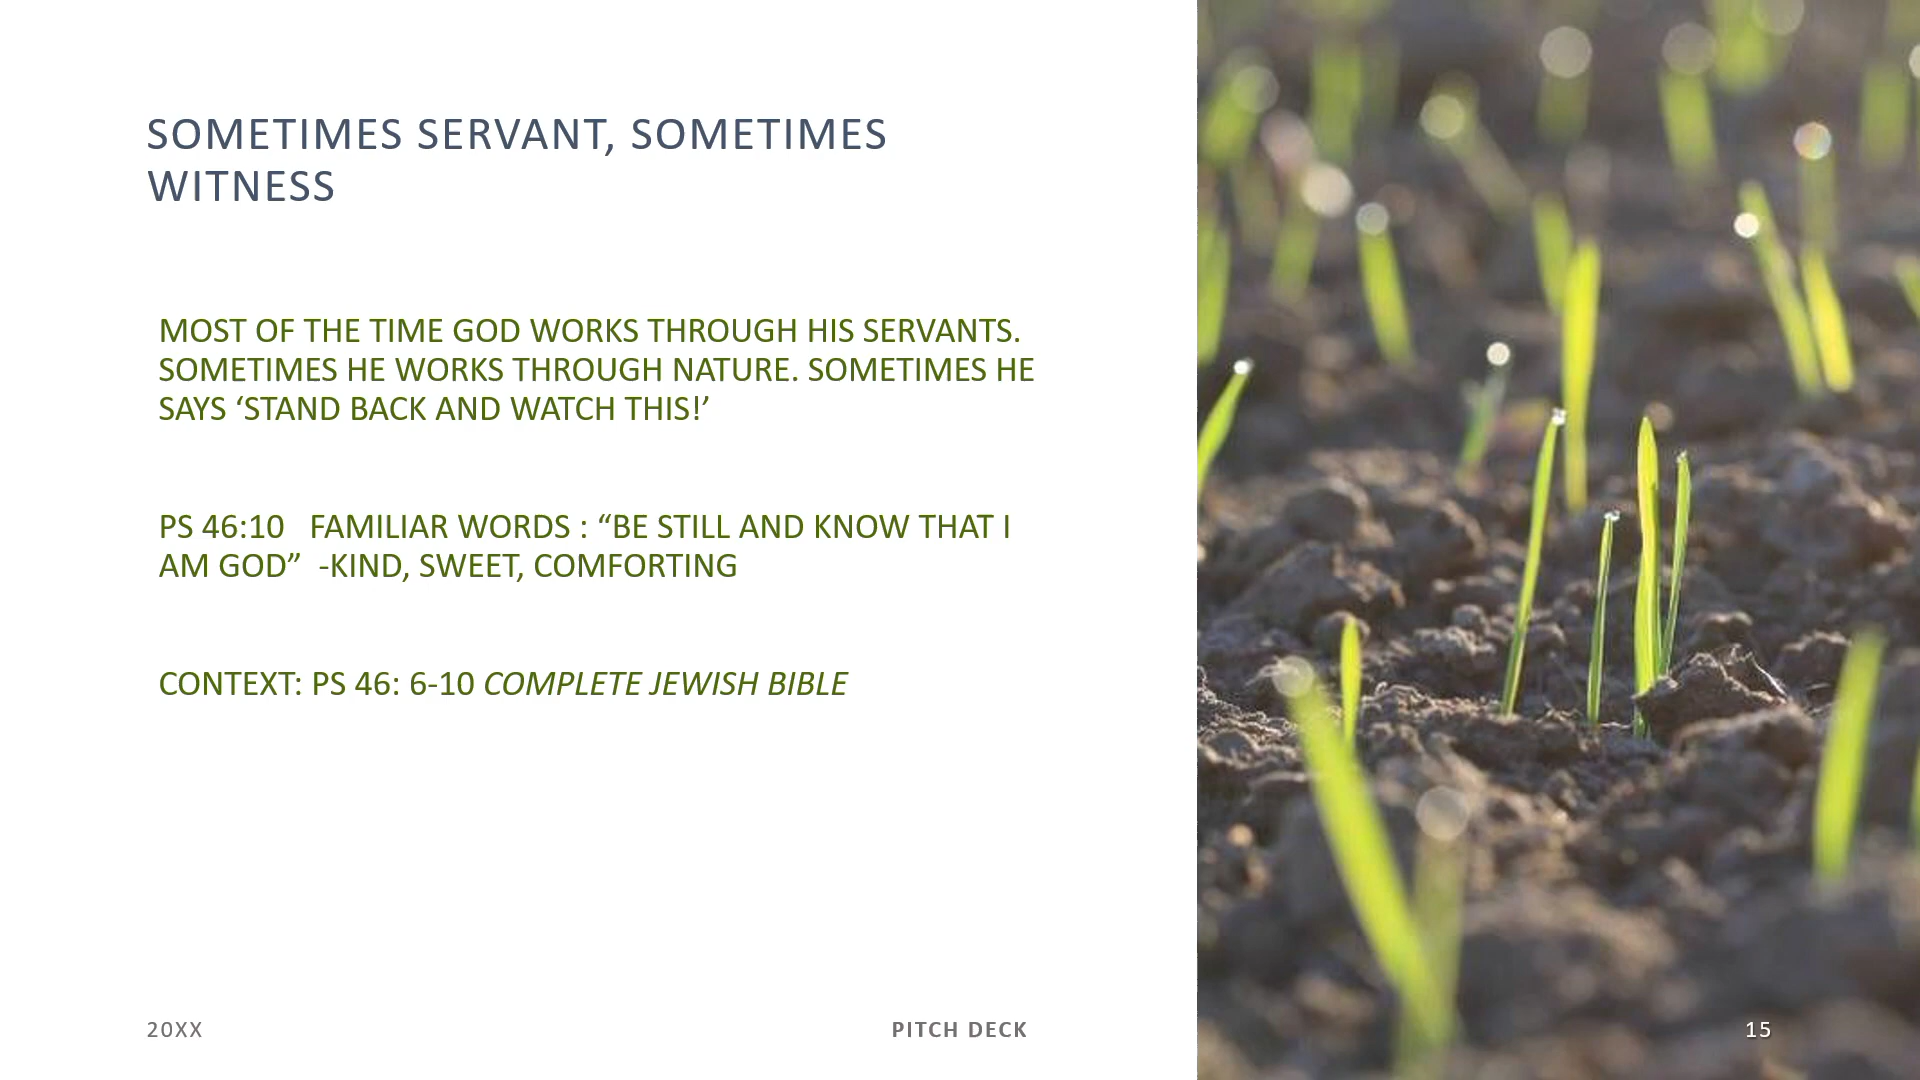 SOMETIMES SERVANT, SOMETIMES
WITNESS
MOST OF THE TIME GOD WORKS THROUGH HIS SERVANTS.
SOMETIMES HE WORKS THROUGH NATURE. SOMETIMES HE
SAYS ‘STAND BACK AND WATCH THIS!’
PS 46:10   FAMILIAR WORDS : “BE STILL AND KNOW THAT I
AM GOD”  -KIND, SWEET, COMFORTING
CONTEXT: PS 46: 6-10 COMPLETE JEWISH BIBLE
20XX
PITCH DECK
15